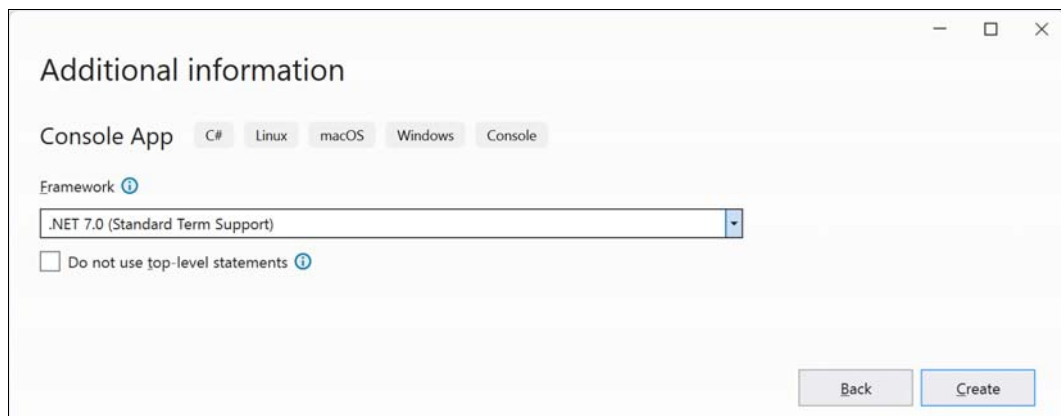 Additional information
Console App C# Linux macOS Windows Console
Framework
.NET 7.0 (Standard Term Support)
Do not use top-level statements
Back Create